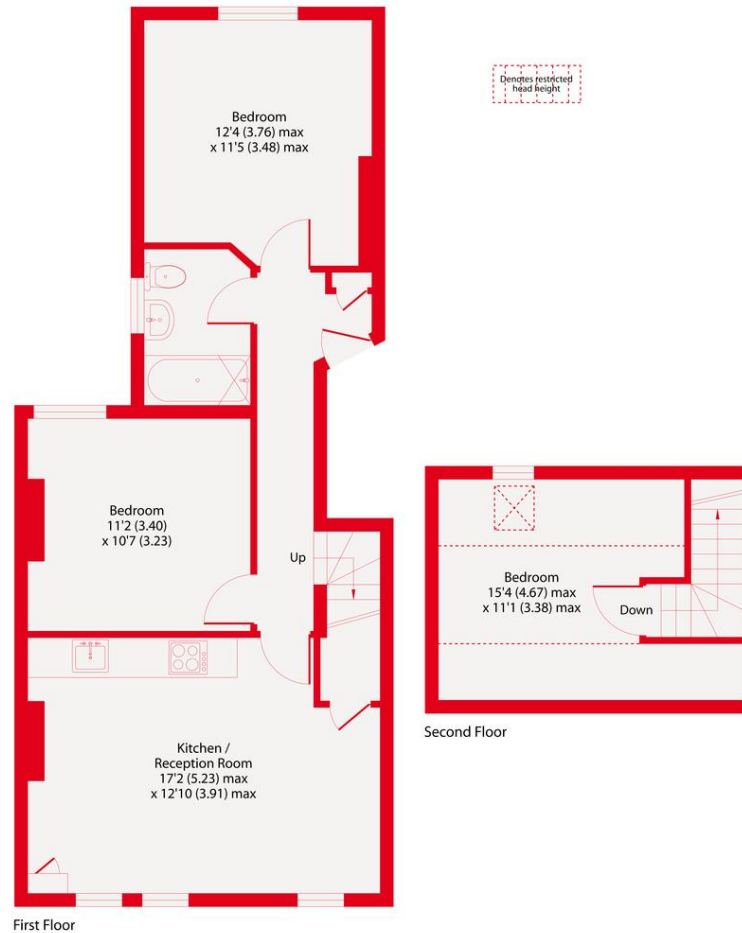 Bedroom
12'4 (3.76) max
x 11'5 (3.48) max
Denotes restricted
head height
Bedroom
11'2 (3.40)
x 10'7 (3.23)
Up
Bedroom
15'4 (4.67) max
x 11'1 (3.38) max
Down
Kitchen /
Reception Room
17'2 (5.23) max
x 12'10 (3.91) max
Second Floor
First Floor